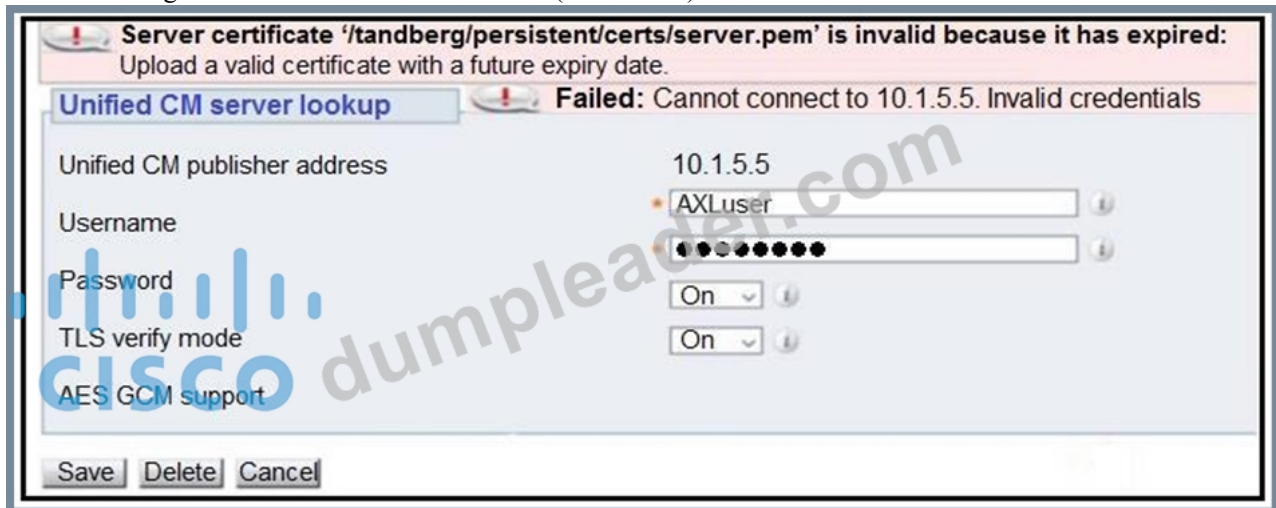 Server certificate '/tandberg/persistent/certs/server.pem' is invalid because it has expired:
Upload a valid certificate with a future expiry date.
Unified CM server lookup
Failed: Cannot connect to 10.1.5.5. Invalid credentials
Unified CM publisher address
10.1.5.5
Username
AXLuser
Password
On
TLS verify mode
On
AES GCM support
Save Delete Cancel
CISCO
dumpleader.com